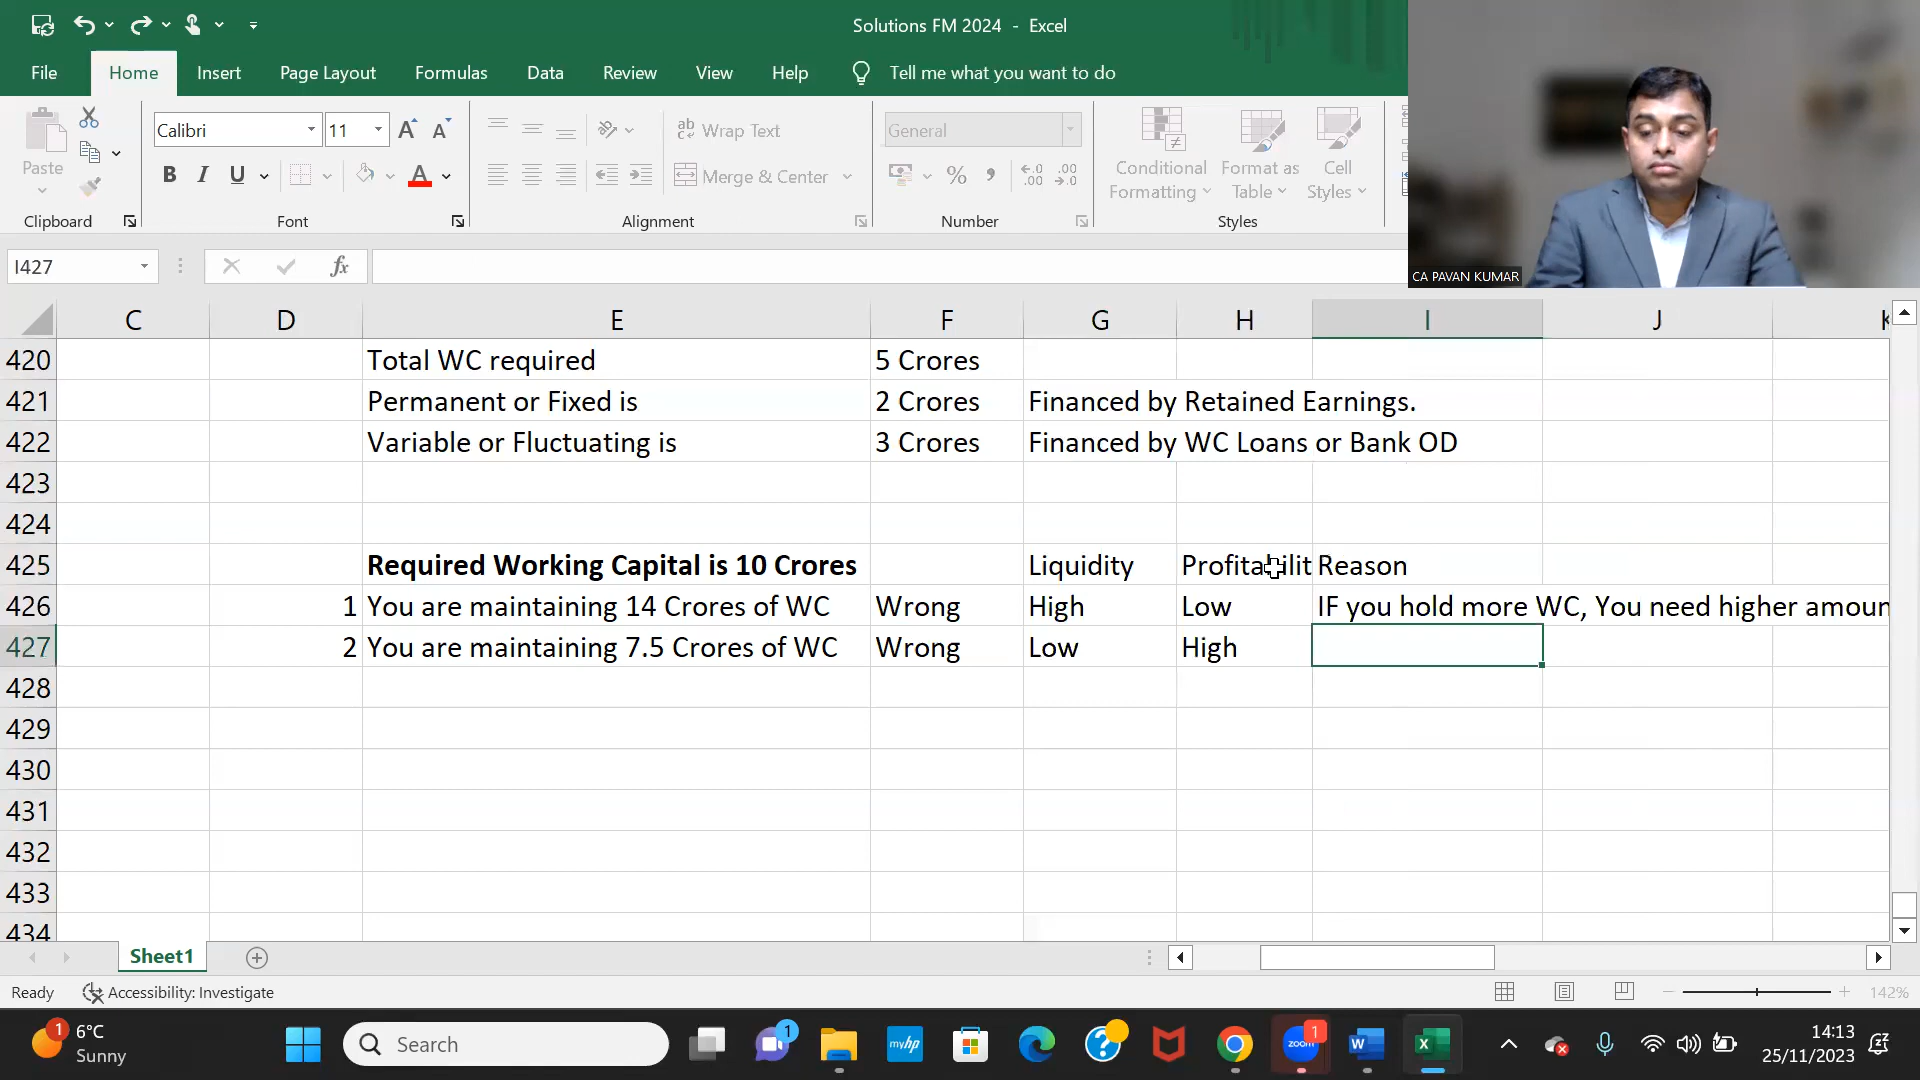 Solutions FM 2024 - Excel
File Home Insert Page Layout Formulas Data Review View Help Tell me what you want to do
Calibri 11 Wrap Text General
Paste B I U A Merge & Center % Conditional Formatting Format as Table Cell Styles
Clipboard Font Alignment Number Styles
CA PAVAN KUMAR
I427 fx
C D E F G H I J K
420 Total WC required 5 Crores
421 Permanent or Fixed is 2 Crores Financed by Retained Earnings.
422 Variable or Fluctuating is 3 Crores Financed by WC Loans or Bank OD
423
424
425 Required Working Capital is 10 Crores Liquidity Profitabilit Reason
426 1 You are maintaining 14 Crores of WC Wrong High Low IF you hold more WC, You need higher amoun
427 2 You are maintaining 7.5 Crores of WC Wrong Low High
428
429
430
431
432
433
434
Sheet1
Ready Accessibility: Investigate 142%
1 6°C
Sunny
Search
1
myhp
zoom
1
14:13
25/11/2023